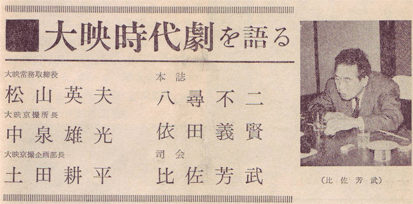 ■大映時代劇を語る
大映常務取締役
松山英夫
大映京撮所長
中泉雄光
大映京撮企画部長
土田耕平
本誌
八尋不二
依田義賢
司会
比佐芳武
(比佐芳武)